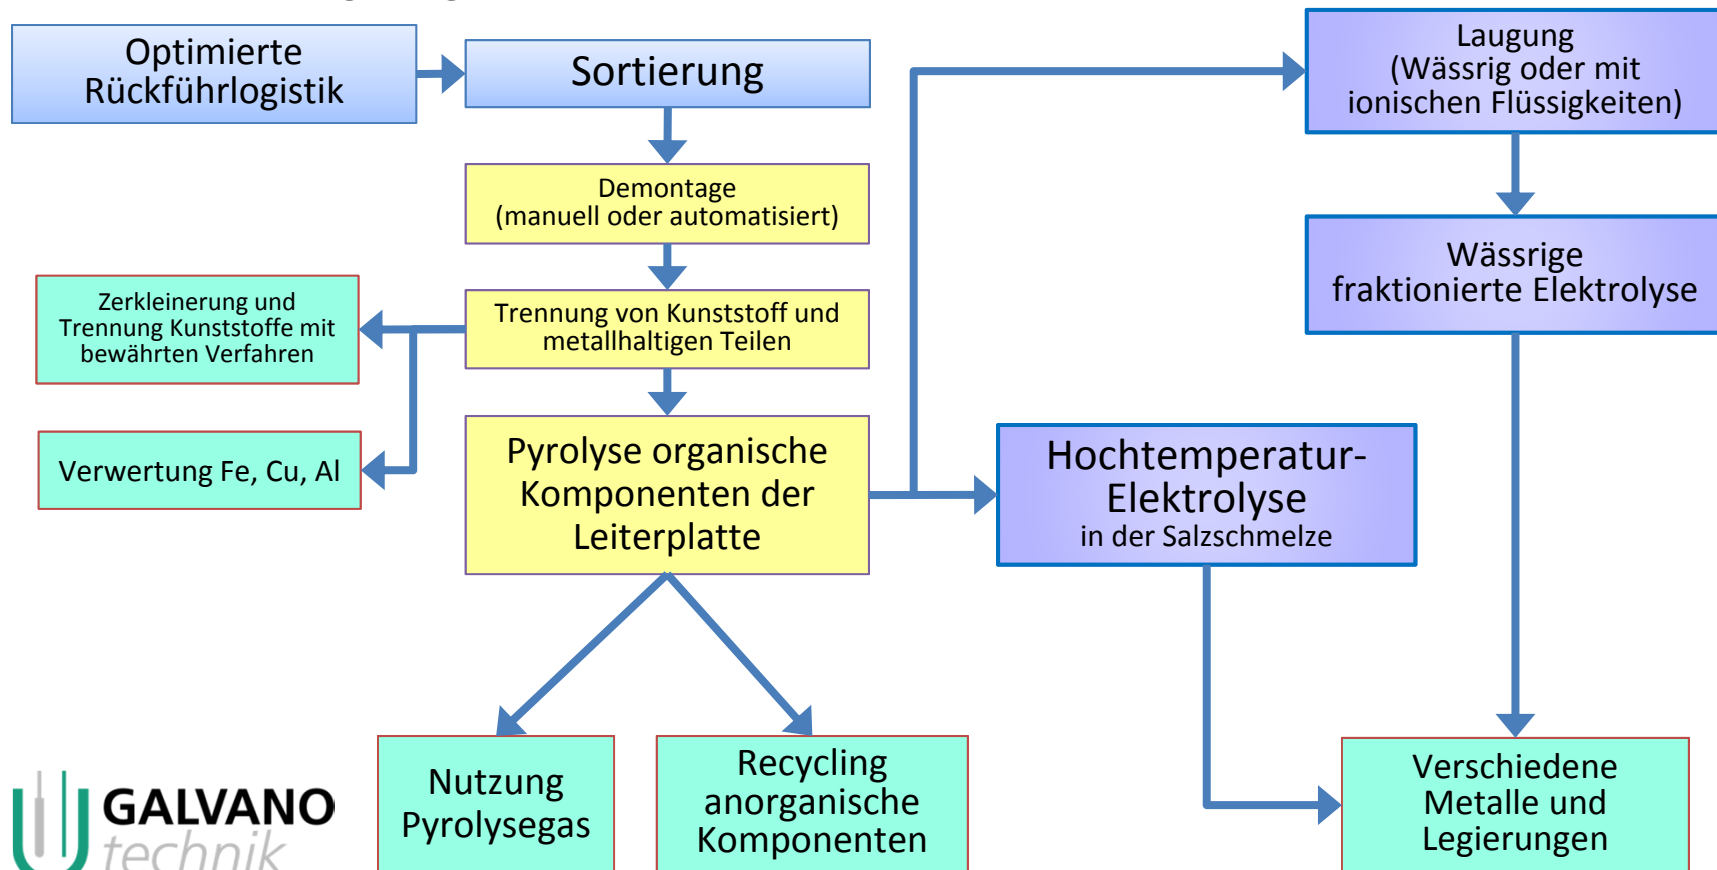 Optimierte
Rückführlogistik
Sortierung
Laugung
(Wässrig oder mit
ionischen Flüssigkeiten)
Demontage
(manuell oder automatisiert)
Wässrige
fraktionierte Elektrolyse
Zerkleinerung und
Trennung Kunststoffe mit
bewährten Verfahren
Trennung von Kunststoff und
metallhaltigen Teilen
Verwertung Fe, Cu, Al
Pyrolyse organische
Komponenten der
Leiterplatte
Hochtemperatur-
Elektrolyse
in der Salzschmelze
Nutzung
Pyrolysegas
Recycling
anorganische
Komponenten
Verschiedene
Metalle und
Legierungen
GALVANO
technik